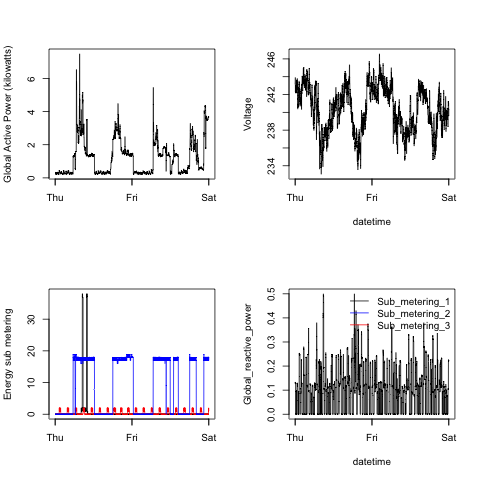 Global Active Power (kilowatts)
0 2 4 6
Thu Fri Sat
Voltage
234 238 242 246
Thu Fri Sat
datetime
Energy sub metering
0 10 20 30
Thu Fri Sat
Global_reactive_power
0.0 0.1 0.2 0.3 0.4 0.5
Sub_metering_1
Sub_metering_2
Sub_metering_3
Thu Fri Sat
datetime